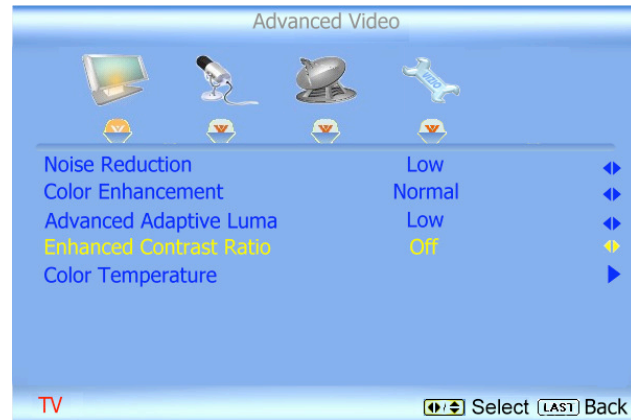 Advanced Video
VIZIO
Noise Reduction Low
Color Enhancement Normal
Advanced Adaptive Luma Low
Enhanced Contrast Ratio Off
Color Temperature
TV Select LAST Back